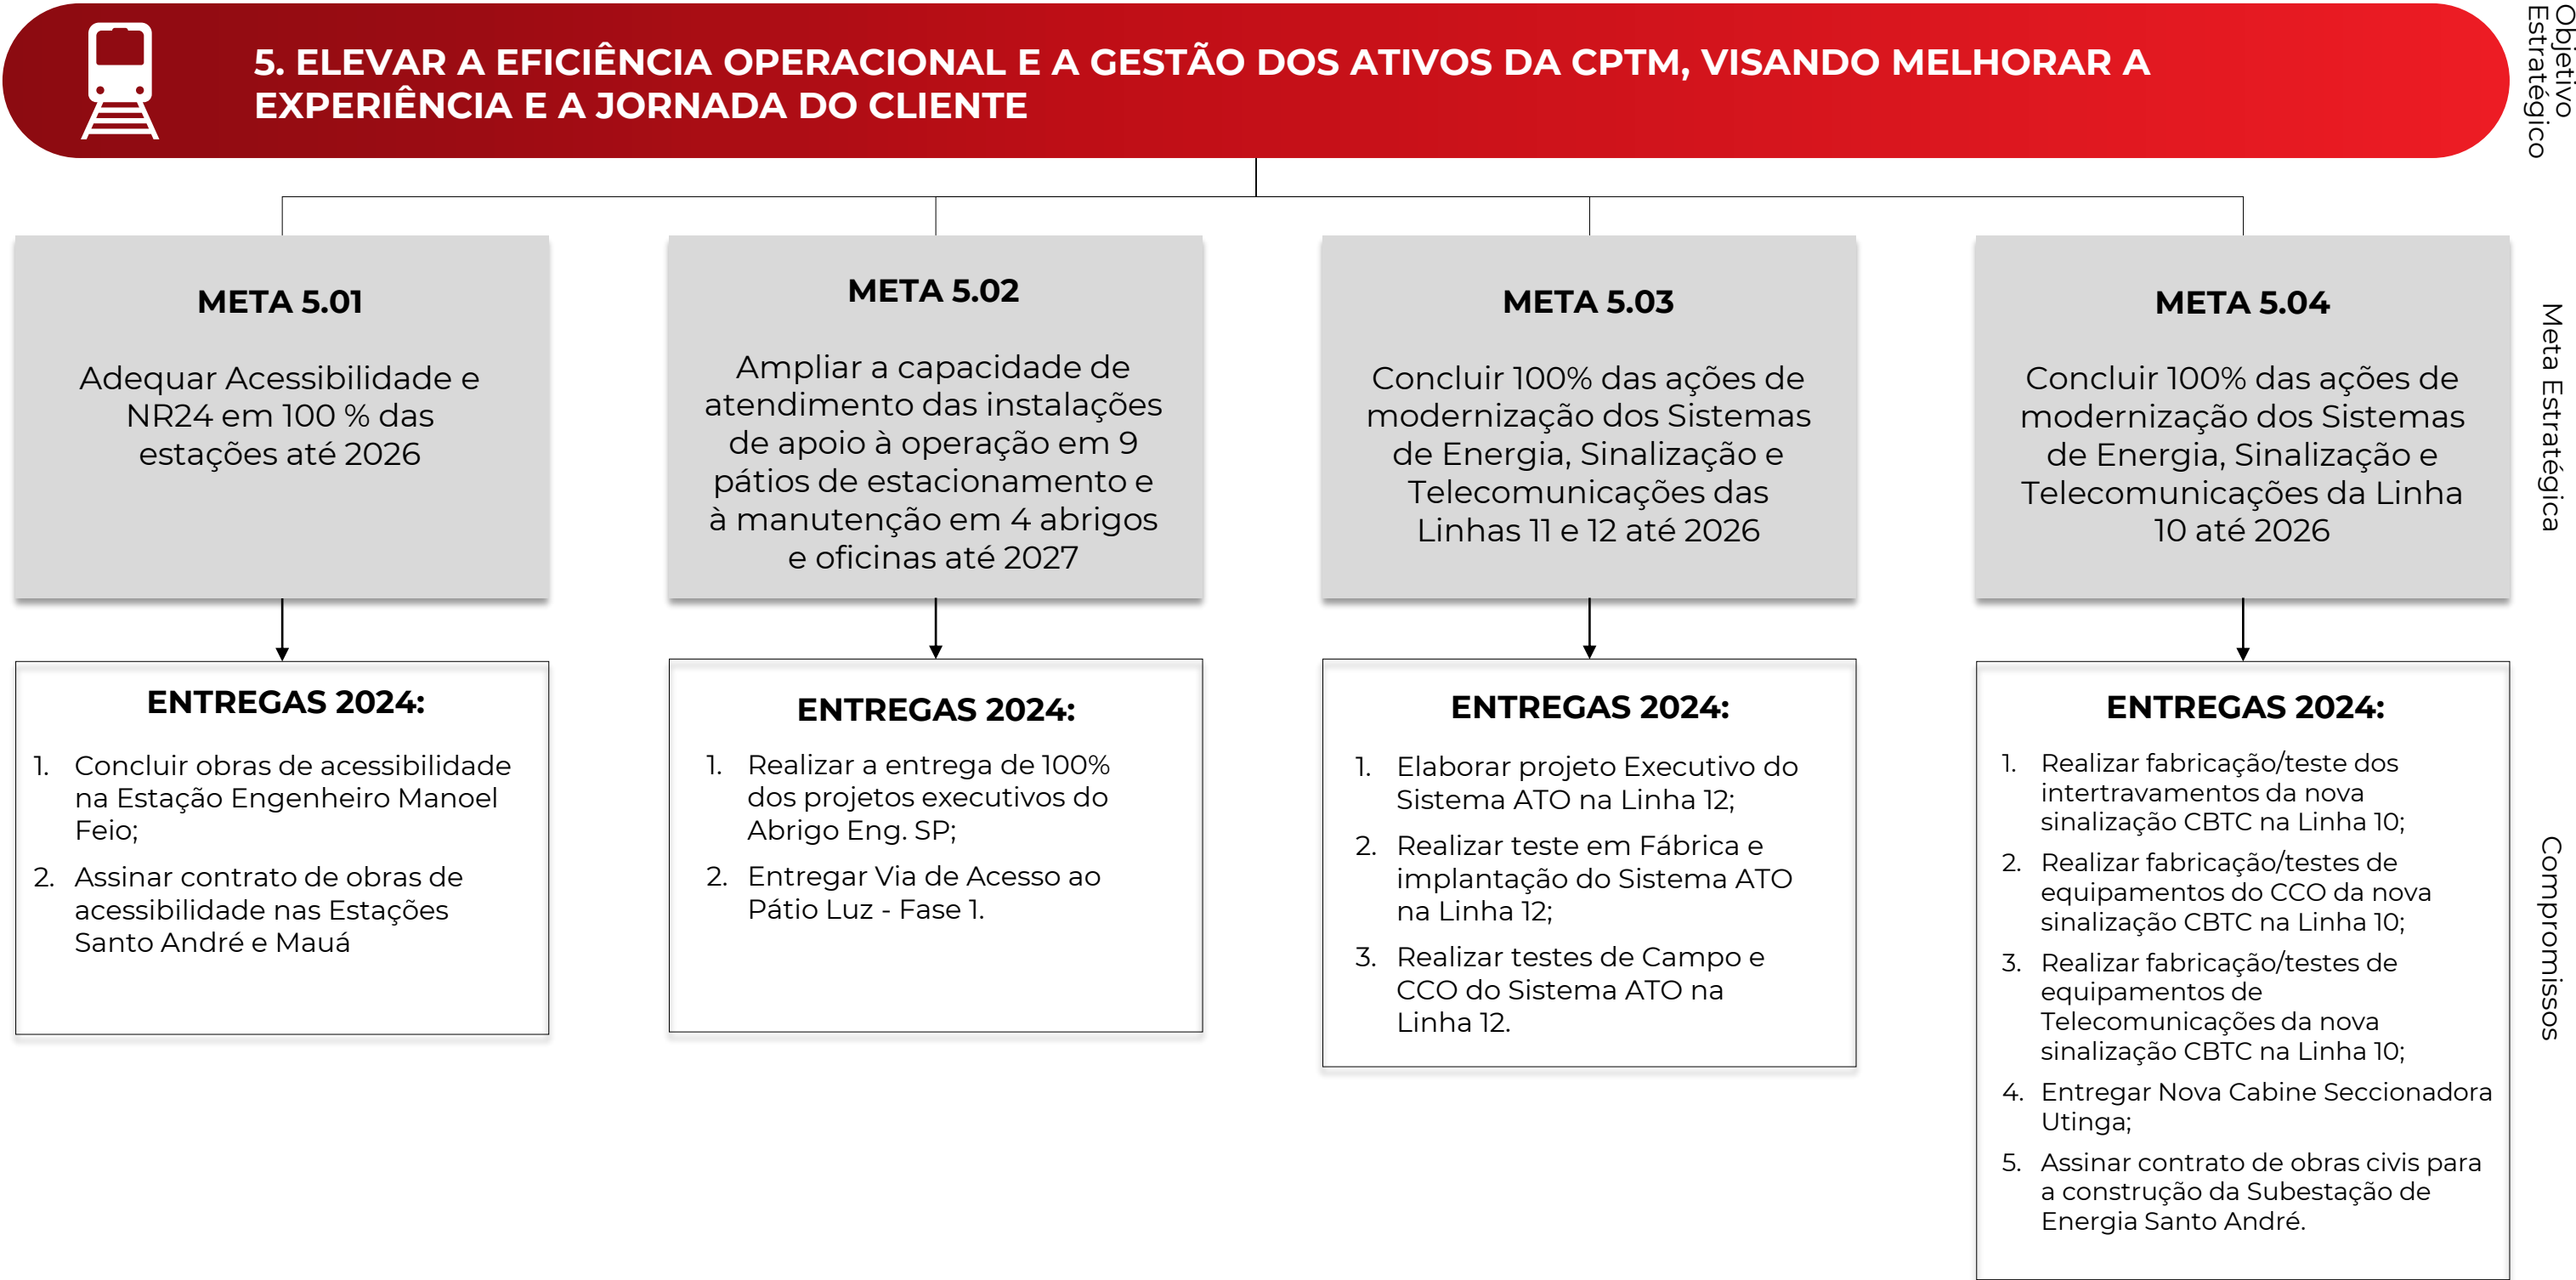 5. ELEVAR A EFICIÊNCIA OPERACIONAL E A GESTÃO DOS ATIVOS DA CPTM, VISANDO MELHORAR A
EXPERIÊNCIA E A JORNADA DO CLIENTE
Objetivo
Estratégico
META 5.01
Adequar Acessibilidade e
NR24 em 100 % das
estações até 2026
META 5.02
Ampliar a capacidade de
atendimento das instalações
de apoio à operação em 9
pátios de estacionamento e
à manutenção em 4 abrigos
e oficinas até 2027
META 5.03
Concluir 100% das ações de
modernização dos Sistemas
de Energia, Sinalização e
Telecomunicações das
Linhas 11 e 12 até 2026
META 5.04
Concluir 100% das ações de
modernização dos Sistemas
de Energia, Sinalização e
Telecomunicações da Linha
10 até 2026
Meta Estratégica
ENTREGAS 2024:
1. Concluir obras de acessibilidade
na Estação Engenheiro Manoel
Feio;
2. Assinar contrato de obras de
acessibilidade nas Estações
Santo André e Mauá
ENTREGAS 2024:
1. Realizar a entrega de 100%
dos projetos executivos do
Abrigo Eng. SP;
2. Entregar Via de Acesso ao
Pátio Luz - Fase 1.
ENTREGAS 2024:
1. Elaborar projeto Executivo do
Sistema ATO na Linha 12;
2. Realizar teste em Fábrica e
implantação do Sistema ATO
na Linha 12;
3. Realizar testes de Campo e
CCO do Sistema ATO na
Linha 12.
ENTREGAS 2024:
1. Realizar fabricação/teste dos
intertravamentos da nova
sinalização CBTC na Linha 10;
2. Realizar fabricação/testes de
equipamentos do CCO da nova
sinalização CBTC na Linha 10;
3. Realizar fabricação/testes de
equipamentos de
Telecomunicações da nova
sinalização CBTC na Linha 10;
4. Entregar Nova Cabine Seccionadora
Utinga;
5. Assinar contrato de obras civis para
a construção da Subestação de
Energia Santo André.
Compromissos